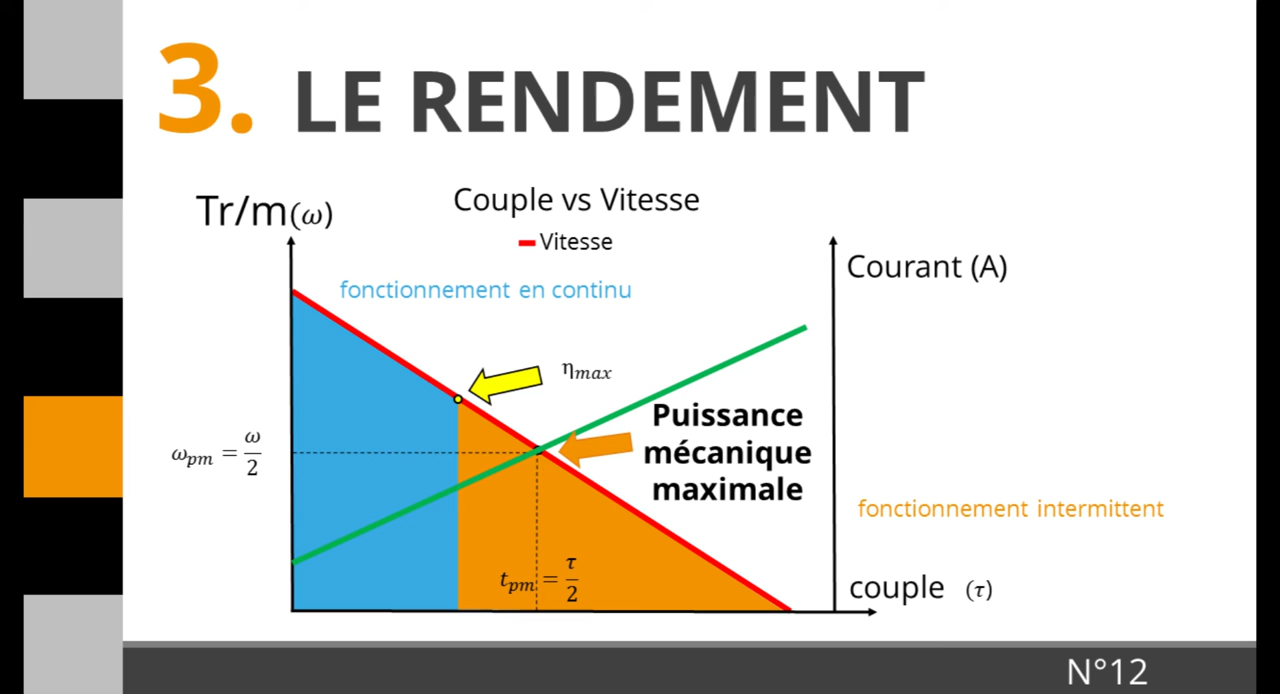 3. LE RENDEMENT
Tr/m(ω)
Couple vs Vitesse
Vitesse
Courant (A)
fonctionnement en continu
ηmax
Puissance
mécanique
maximale
ωpm = ω/2
fonctionnement intermittent
tpm = τ/2
couple (τ)
N°12